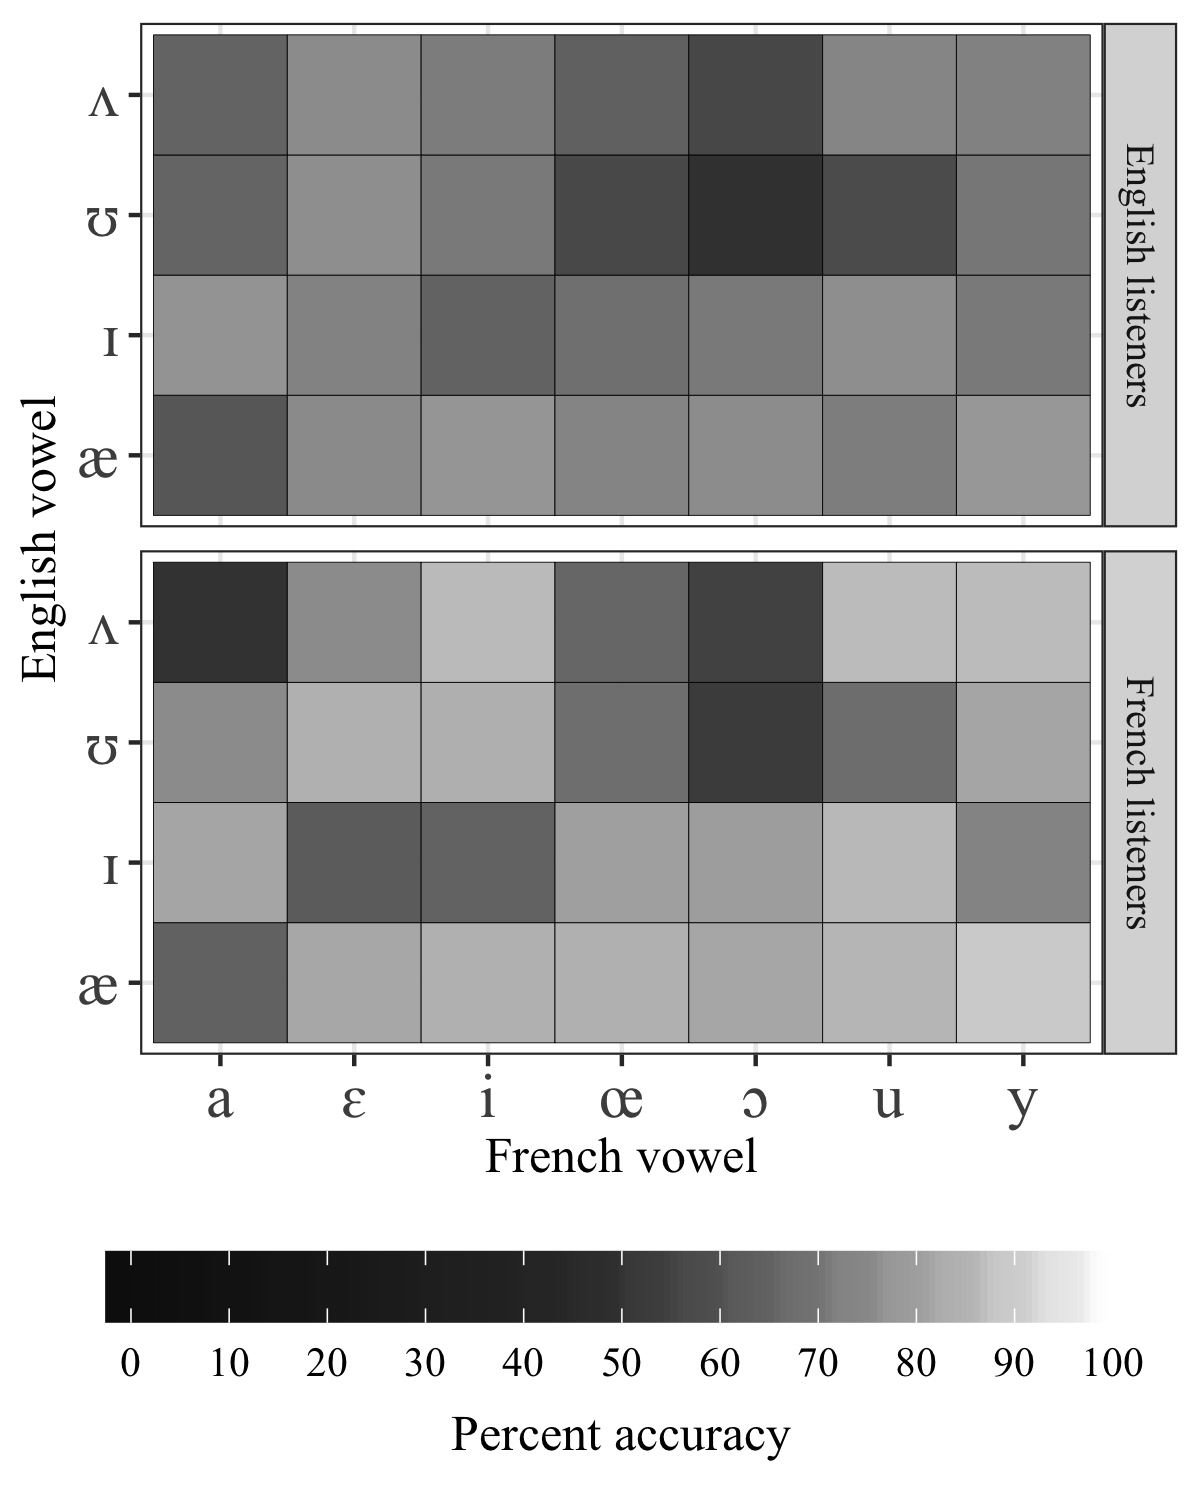 English vowel
ʌ
ʊ
ɪ
æ
English listeners
ʌ
ʊ
ɪ
æ
French listeners
a ɛ i œ ɔ u y
French vowel
0 10 20 30 40 50 60 70 80 90 100
Percent accuracy